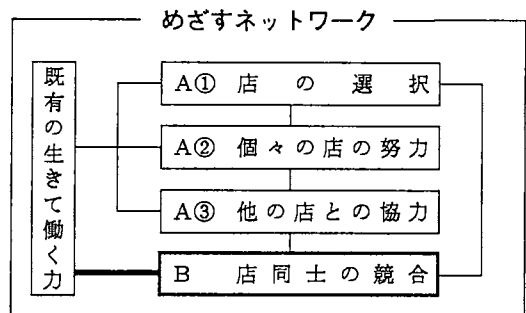 めざすネットワーク
既有の生きて働く力
A① 店の選択
A② 個々の店の努力
A③ 他の店との協力
B 店同士の競合